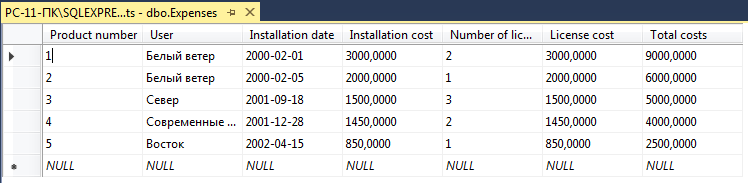 PC-11-ПК\SQLEXPRE...ts - dbo.Expenses
Product number User Installation date Installation cost Number of lic... License cost Total costs
1 Белый ветер 2000-02-01 3000,0000 2 3000,0000 9000,0000
2 Белый ветер 2000-02-05 2000,0000 1 2000,0000 6000,0000
3 Север 2001-09-18 1500,0000 3 1500,0000 5000,0000
4 Современные ... 2001-12-28 1450,0000 2 1450,0000 4000,0000
5 Восток 2002-04-15 850,0000 1 850,0000 2500,0000
NULL NULL NULL NULL NULL NULL NULL